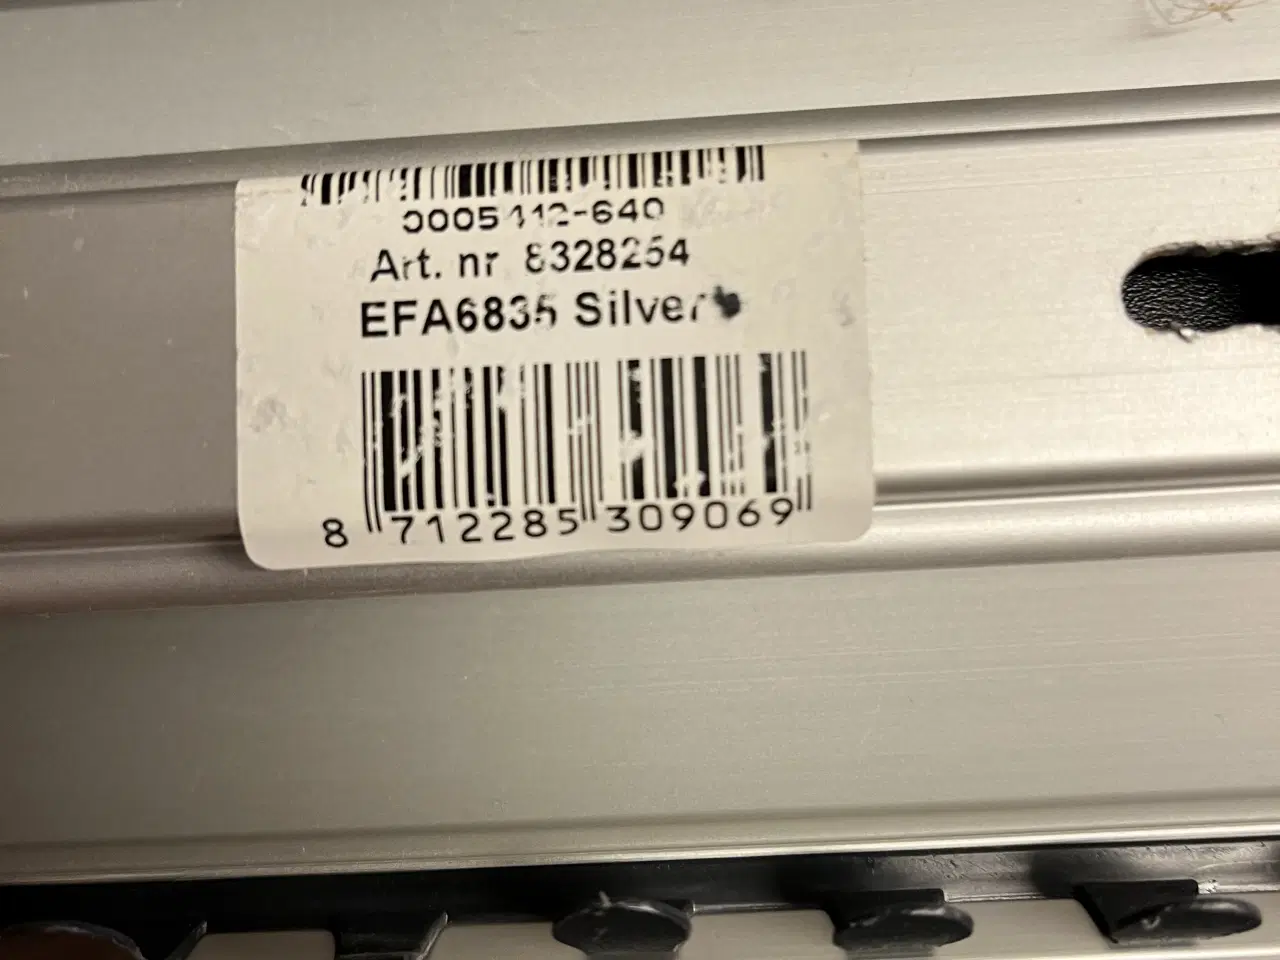 0005412-640
Art. nr 8328254
EFA6835 Silver
8 712285 309069